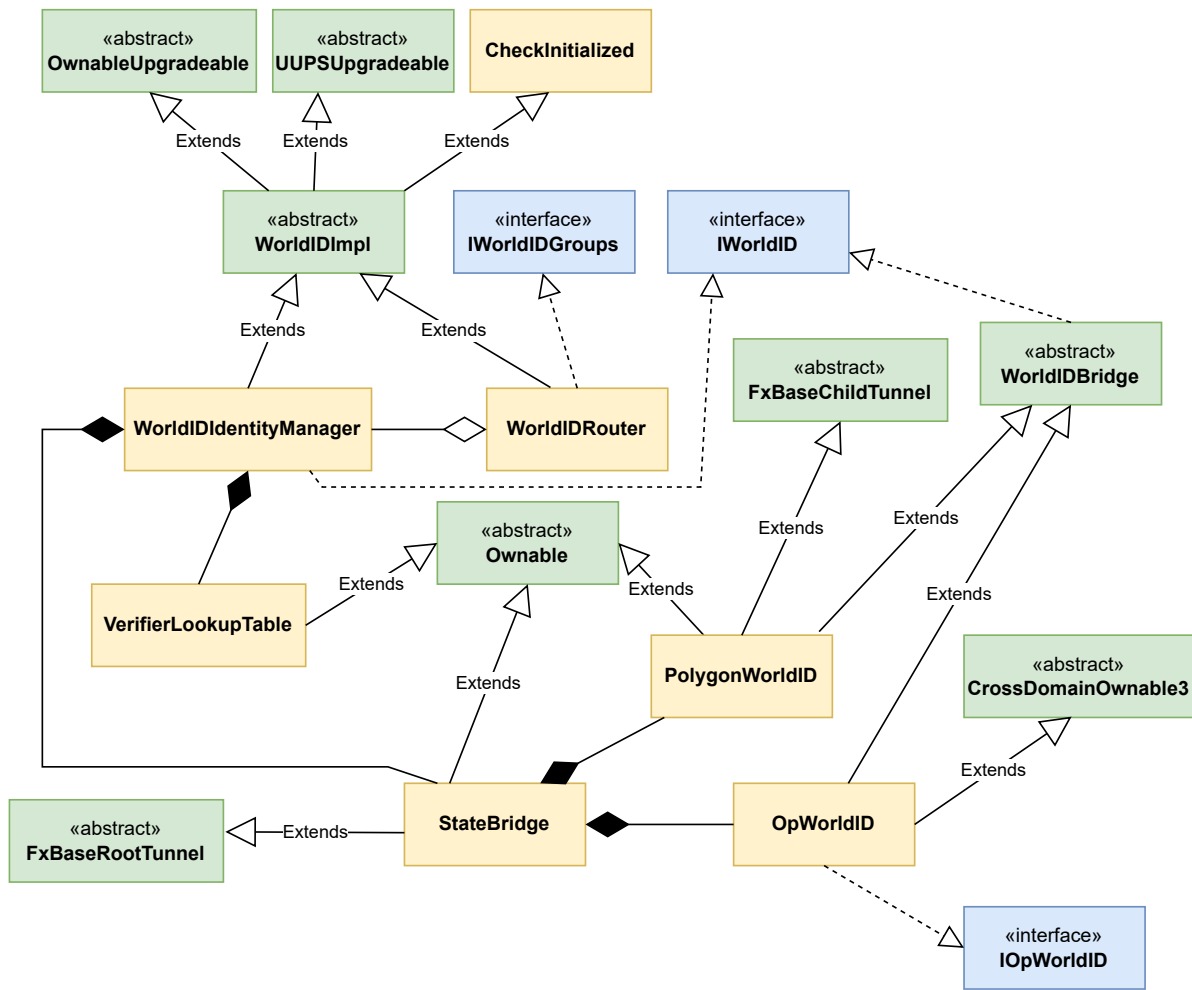 «abstract»
OwnableUpgradeable
«abstract»
UUPSUpgradeable
CheckInitialized
Extends
Extends
Extends
«abstract»
WorldIDImpl
«interface»
IWorldIDGroups
«interface»
IWorldID
Extends
Extends
«abstract»
WorldIDBridge
«abstract»
FxBaseChildTunnel
WorldIDIdentityManager
WorldIDRouter
«abstract»
Ownable
Extends
Extends
Extends
Extends
Extends
VerifierLookupTable
PolygonWorldID
«abstract»
CrossDomainOwnable3
Extends
Extends
«abstract»
FxBaseRootTunnel
Extends
StateBridge
OpWorldID
«interface»
IOpWorldID